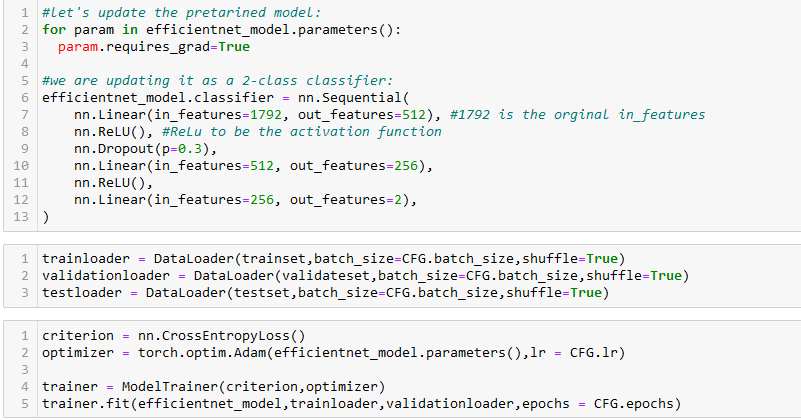 1 #let's update the pretarined model:
2 for param in efficientnet_model.parameters():
3 param.requires_grad=True
4
5 #we are updating it as a 2-class classifier:
6 efficientnet_model.classifier = nn.Sequential(
7 nn.Linear(in_features=1792, out_features=512), #1792 is the orginal in_features
8 nn.ReLU(), #ReLu to be the activation function
9 nn.Dropout(p=0.3),
10 nn.Linear(in_features=512, out_features=256),
11 nn.ReLU(),
12 nn.Linear(in_features=256, out_features=2),
13 )
1 trainloader = DataLoader(trainset,batch_size=CFG.batch_size,shuffle=True)
2 validationloader = DataLoader(validateset,batch_size=CFG.batch_size,shuffle=True)
3 testloader = DataLoader(testset,batch_size=CFG.batch_size,shuffle=True)
1 criterion = nn.CrossEntropyLoss()
2 optimizer = torch.optim.Adam(efficientnet_model.parameters(),lr = CFG.lr)
3
4 trainer = ModelTrainer(criterion,optimizer)
5 trainer.fit(efficientnet_model,trainloader,validationloader,epochs = CFG.epochs)